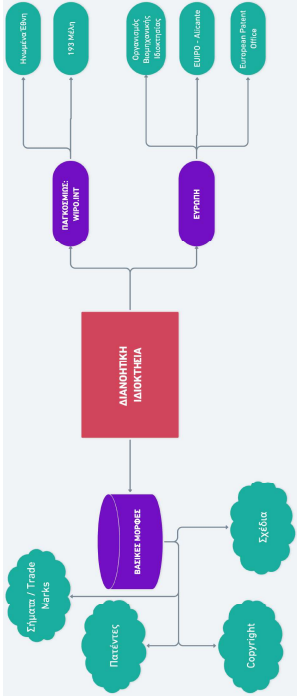 Ηνωμένα Έθνη
193 Μέλη
Οργανισμός
Βιομηχανικής
Ιδιοκτησίας
EUIPO - Alicante
European Patent
Office
ΠΑΓΚΟΣΜΙΩΣ:
WIPO.INT
ΕΥΡΩΠΗ
ΔΙΑΝΟΗΤΙΚΗ
ΙΔΙΟΚΤΗΣΙΑ
ΒΑΣΙΚΕΣ ΜΟΡΦΕΣ
Σήματα / Trade
Marks
Πατέντες
Copyright
Σχέδια